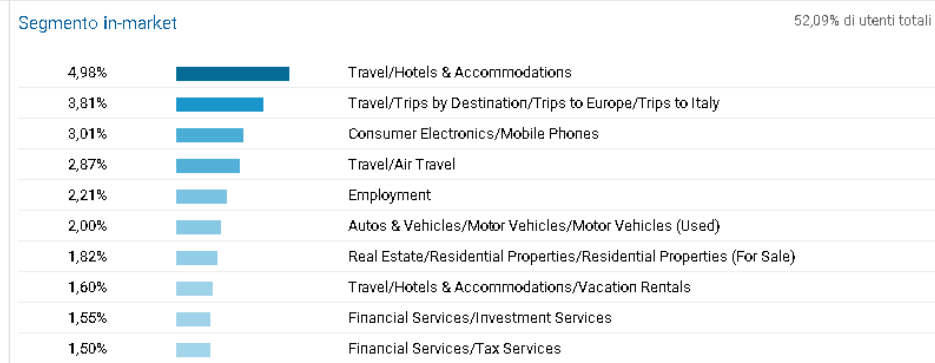 Segmento in-market
52,09% di utenti totali
4,98% Travel/Hotels & Accommodations
3,81% Travel/Trips by Destination/Trips to Europe/Trips to Italy
3,01% Consumer Electronics/Mobile Phones
2,87% Travel/Air Travel
2,21% Employment
2,00% Autos & Vehicles/Motor Vehicles/Motor Vehicles (Used)
1,82% Real Estate/Residential Properties/Residential Properties (For Sale)
1,60% Travel/Hotels & Accommodations/Vacation Rentals
1,55% Financial Services/Investment Services
1,50% Financial Services/Tax Services